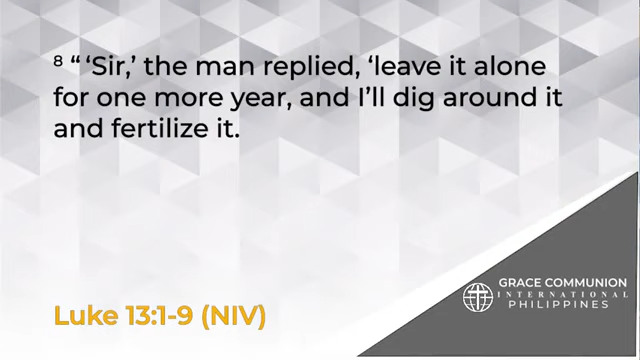 ⁸ “ ‘Sir,’ the man replied, ‘leave it alone
for one more year, and I’ll dig around it
and fertilize it.
Luke 13:1-9 (NIV)
GRACE COMMUNION
INTERNATIONAL
PHILIPPINES